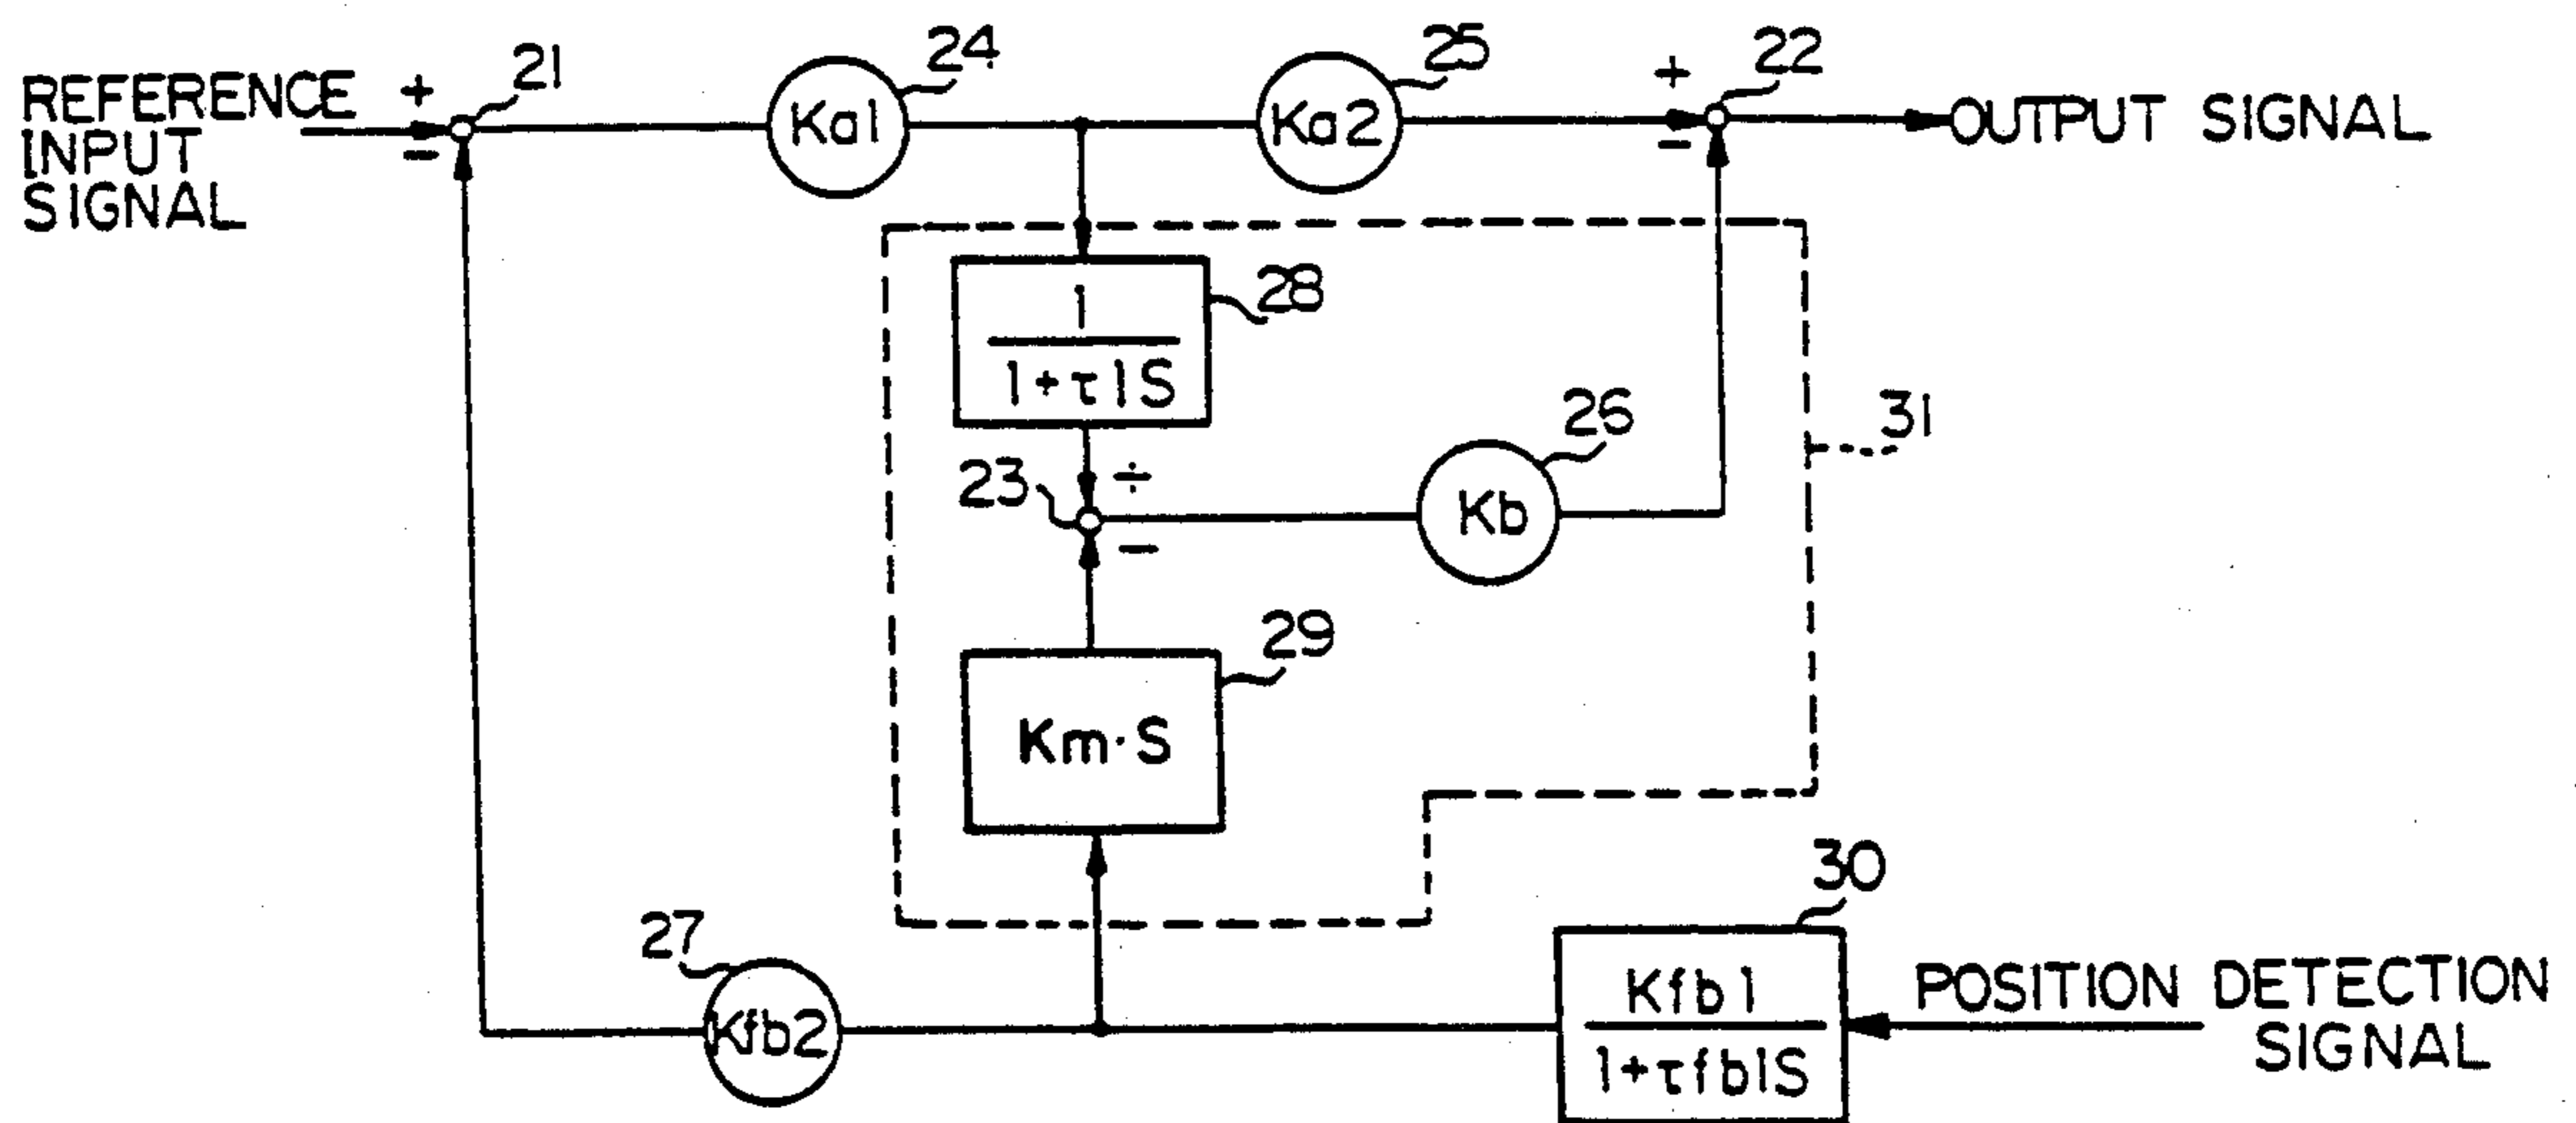 REFERENCE
INPUT
SIGNAL
+
−
21
24
Ka1
25
Ka2
+
−
22
OUTPUT SIGNAL
1
1+τ1S
28
23
÷
−
26
Kb
31
Km·S
29
27
Kfb2
30
Kfb1
1+τfb1S
POSITION DETECTION
SIGNAL